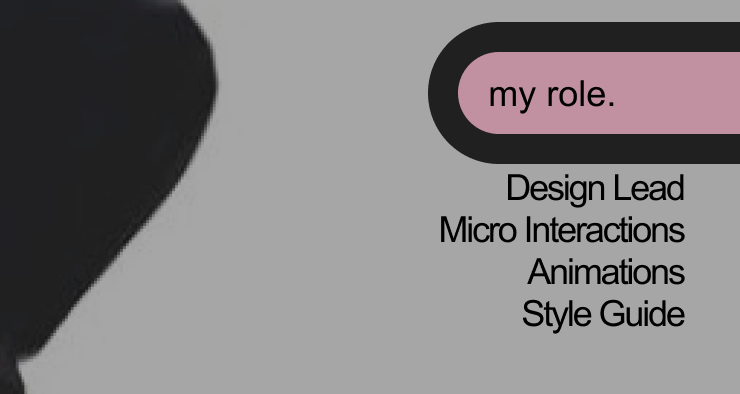 my role.
Design Lead
Micro Interactions
Animations
Style Guide